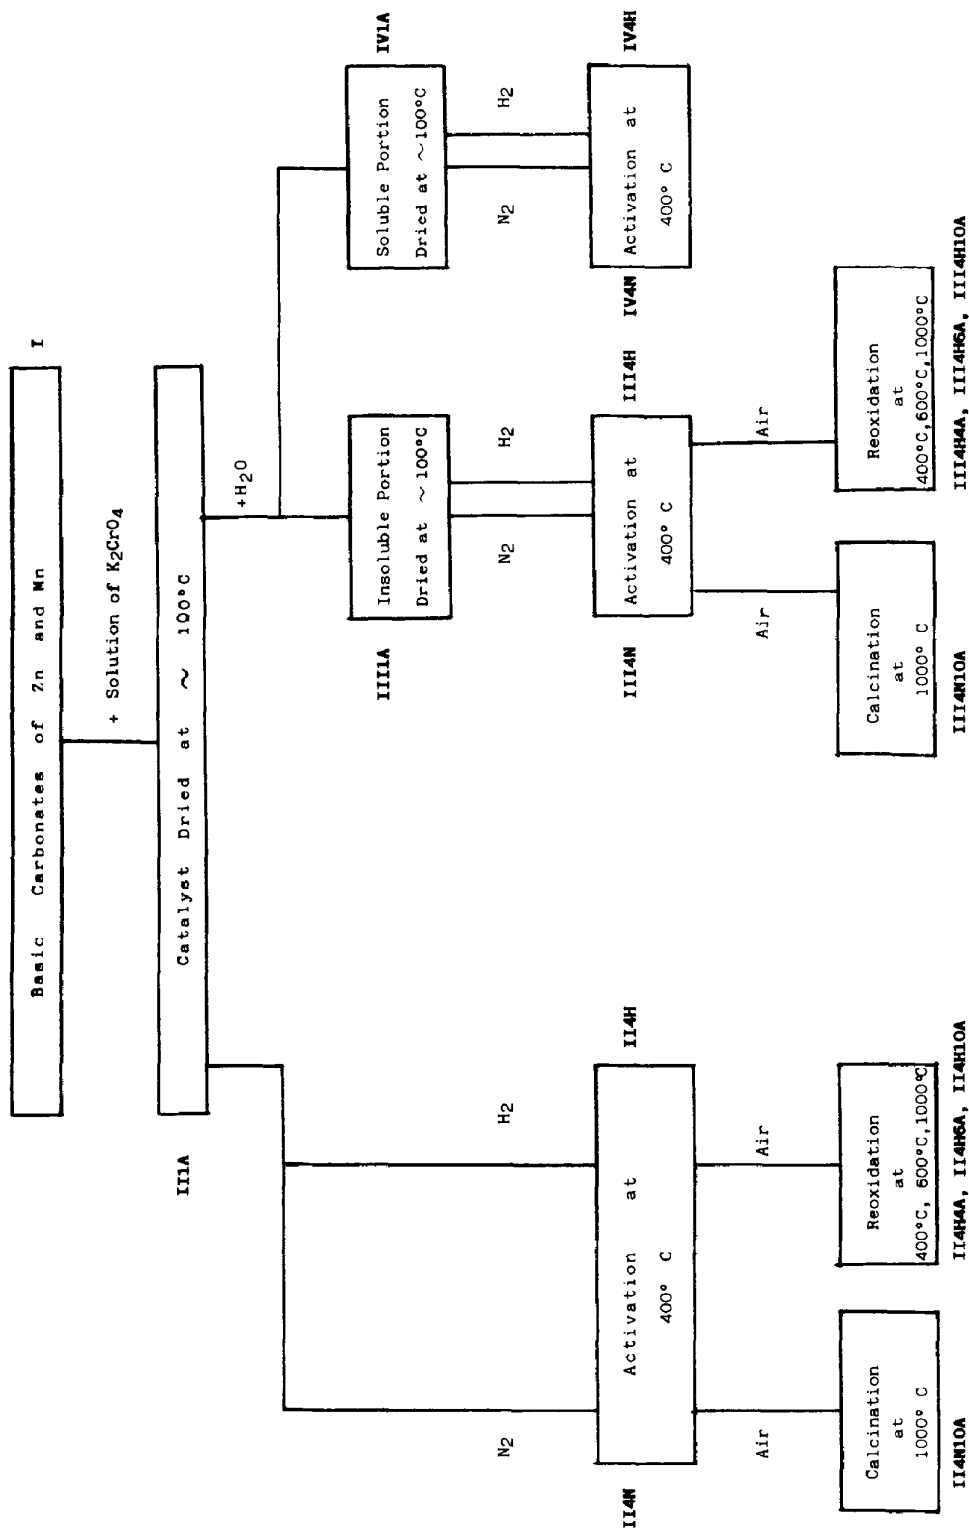 Basic Carbonates of Zn and Mn
I
+ Solution of K2CrO4
Catalyst Dried at ~ 100°C
II1A
+H2O
Insoluble Portion
Dried at ~100°C
III1A
Soluble Portion
Dried at ~100°C
IV1A
N2
H2
N2
H2
N2
H2
Activation at
400° C
II4N
II4H
Activation at
400° C
III4N
III4H
Activation at
400° C
IV4N
IV4H
Air
Air
Air
Air
Calcination
at
1000° C
II4N10A
Reoxidation
at
400°C, 600°C,1000°C
II4H4A, II4H6A, II4H10A
Calcination
at
1000° C
III4N10A
Reoxidation
at
400°C,600°C,1000°C
III4H4A, III4H6A, III4H10A